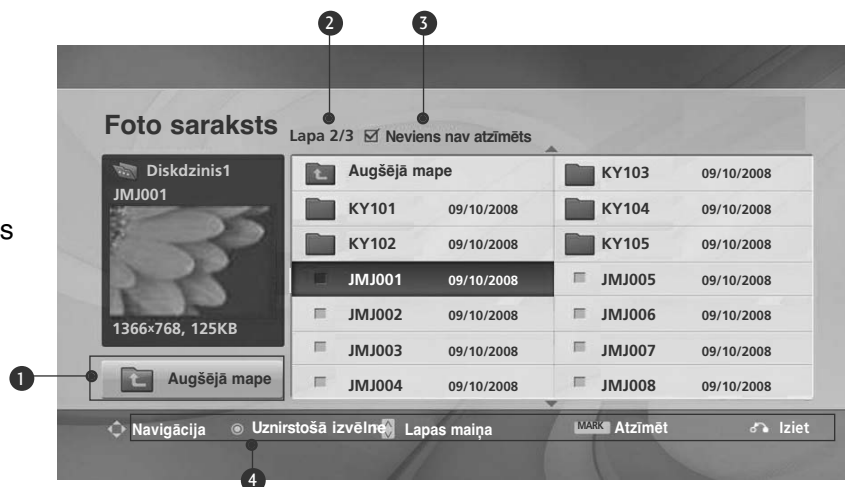 2
3
Foto saraksts
Lapa 2/3
Neviens nav atzīmēts
Diskdzinis1
JMJ001
1366×768, 125KB
s
1
Augšējā mape
Augšējā mape
KY101 09/10/2008
KY102 09/10/2008
JMJ001 09/10/2008
JMJ002 09/10/2008
JMJ003 09/10/2008
JMJ004 09/10/2008
KY103 09/10/2008
KY104 09/10/2008
KY105 09/10/2008
JMJ005 09/10/2008
JMJ006 09/10/2008
JMJ007 09/10/2008
JMJ008 09/10/2008
Navigācija
Uznirstošā izvēlne
Lapas maiņa
MARK Atzīmēt
Iziet
4